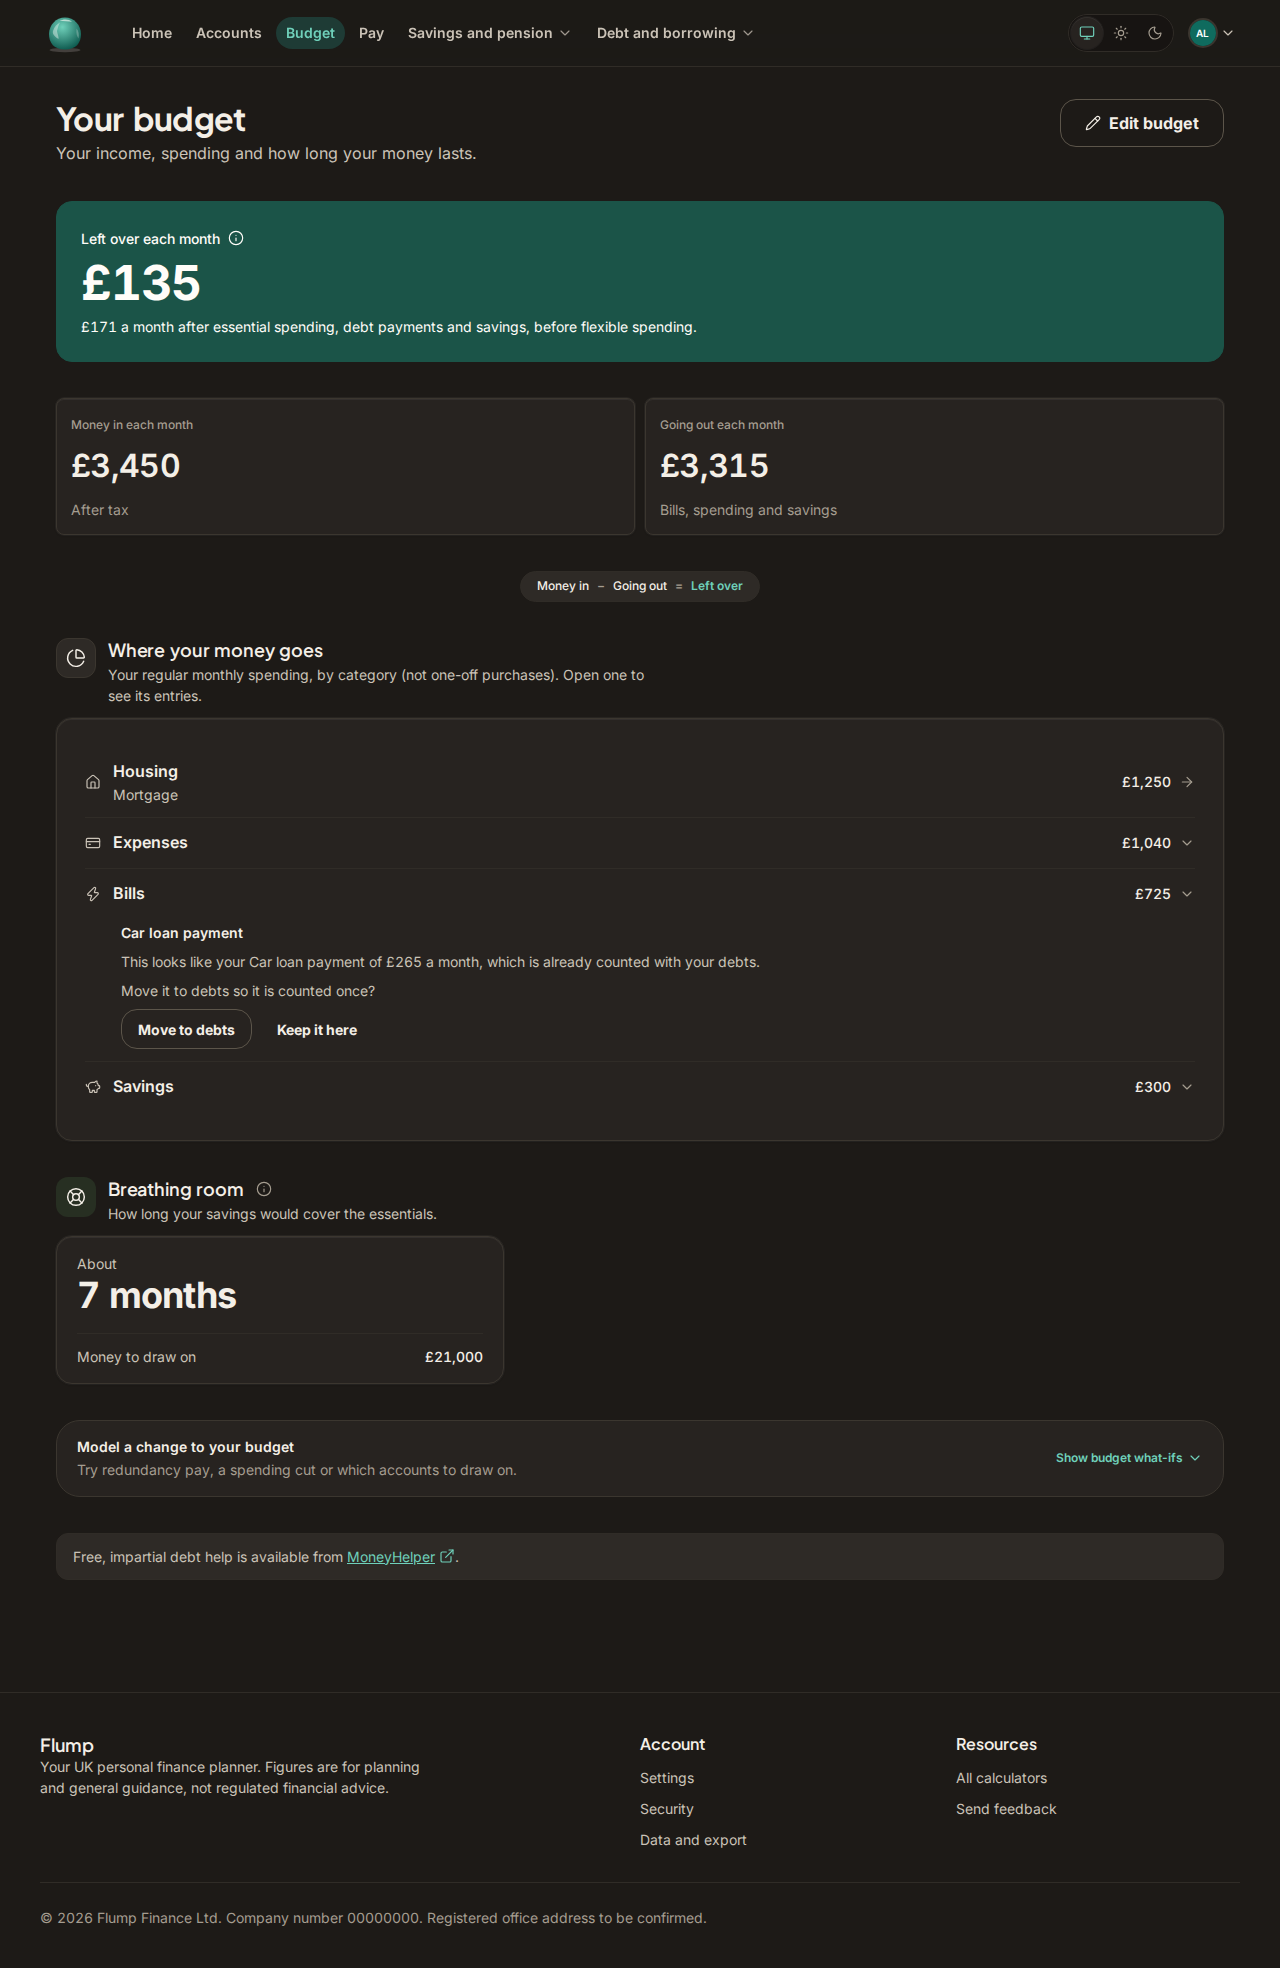 Home Accounts Budget Pay Savings and pension Debt and borrowing AL
Your budget
Edit budget
Your income, spending and how long your money lasts.
Left over each month
£135
£171 a month after essential spending, debt payments and savings, before flexible spending.
Money in each month
£3,450
After tax
Going out each month
£3,315
Bills, spending and savings
Money in – Going out = Left over
Where your money goes
Your regular monthly spending, by category (not one-off purchases). Open one to
see its entries.
Housing
Mortgage
£1,250
Expenses £1,040
Bills £725
Car loan payment
This looks like your Car loan payment of £265 a month, which is already counted with your debts.
Move it to debts so it is counted once?
Move to debts Keep it here
Savings £300
Breathing room
How long your savings would cover the essentials.
About
7 months
Money to draw on £21,000
Model a change to your budget
Try redundancy pay, a spending cut or which accounts to draw on.
Show budget what-ifs
Free, impartial debt help is available from MoneyHelper.
Flump
Your UK personal finance planner. Figures are for planning
and general guidance, not regulated financial advice.
Account
Settings
Security
Data and export
Resources
All calculators
Send feedback
© 2026 Flump Finance Ltd. Company number 00000000. Registered office address to be confirmed.